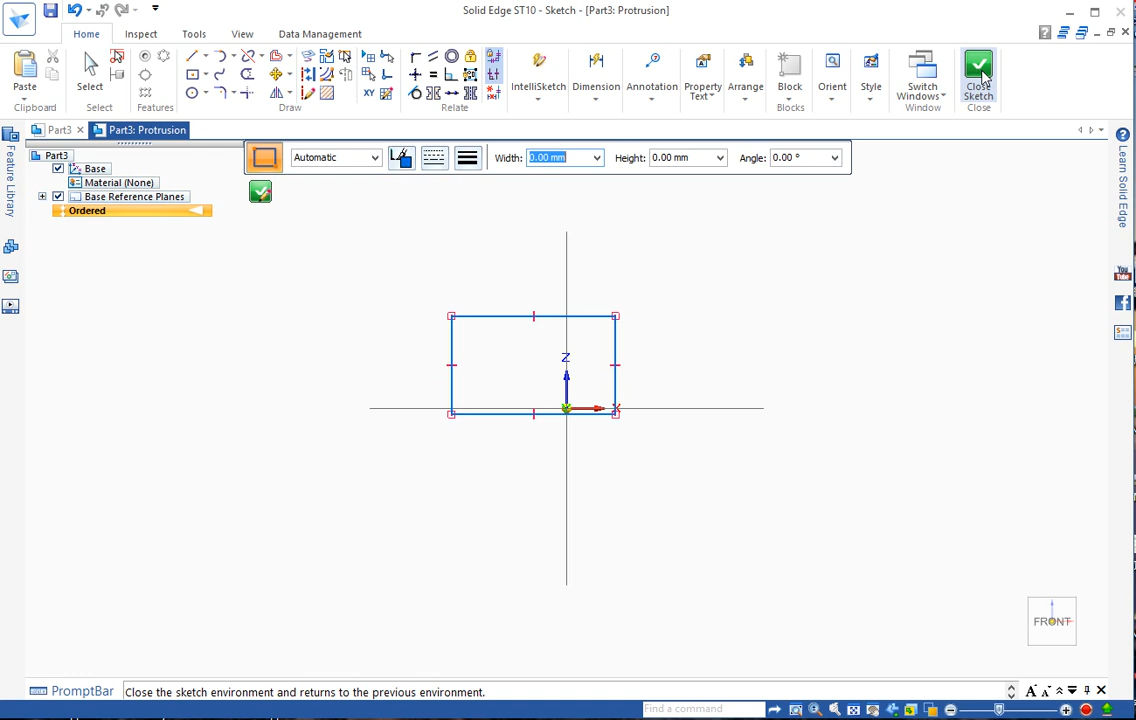 Solid Edge ST10 - Sketch - [Part3: Protrusion]
Home Inspect Tools View Data Management
Paste
Clipboard
Select
Select
Features
Draw
XY
Relate
IntelliSketch
Dimension
Annotation
Property Text
Arrange
Block
Blocks
Orient
Style
Switch Windows
Window
Close Sketch
Close
Part3
Part3: Protrusion
Feature Library
Learn Solid Edge
You Tube
Automatic
Width: 0.00 mm
Height: 0.00 mm
Angle: 0.00 °
Part3
Base
Material (None)
Base Reference Planes
Ordered
Z
X
FRONT
PromptBar
Close the sketch environment and returns to the previous environment.
Find a command